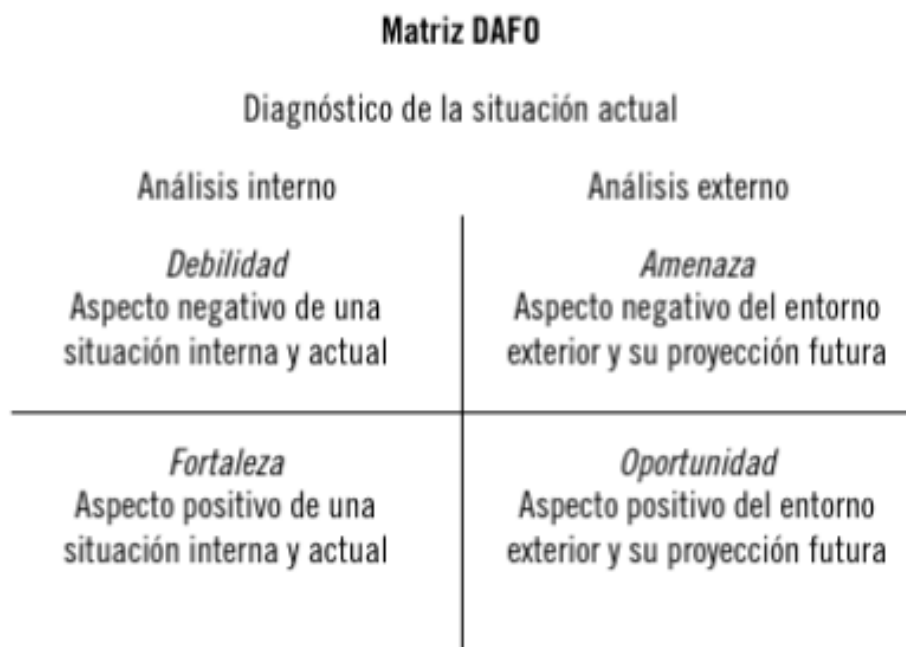 Matriz DAFO
Diagnóstico de la situación actual
Análisis interno
Análisis externo
Debilidad
Aspecto negativo de una
situación interna y actual
Amenaza
Aspecto negativo del entorno
exterior y su proyección futura
Fortaleza
Aspecto positivo de una
situación interna y actual
Oportunidad
Aspecto positivo del entorno
exterior y su proyección futura